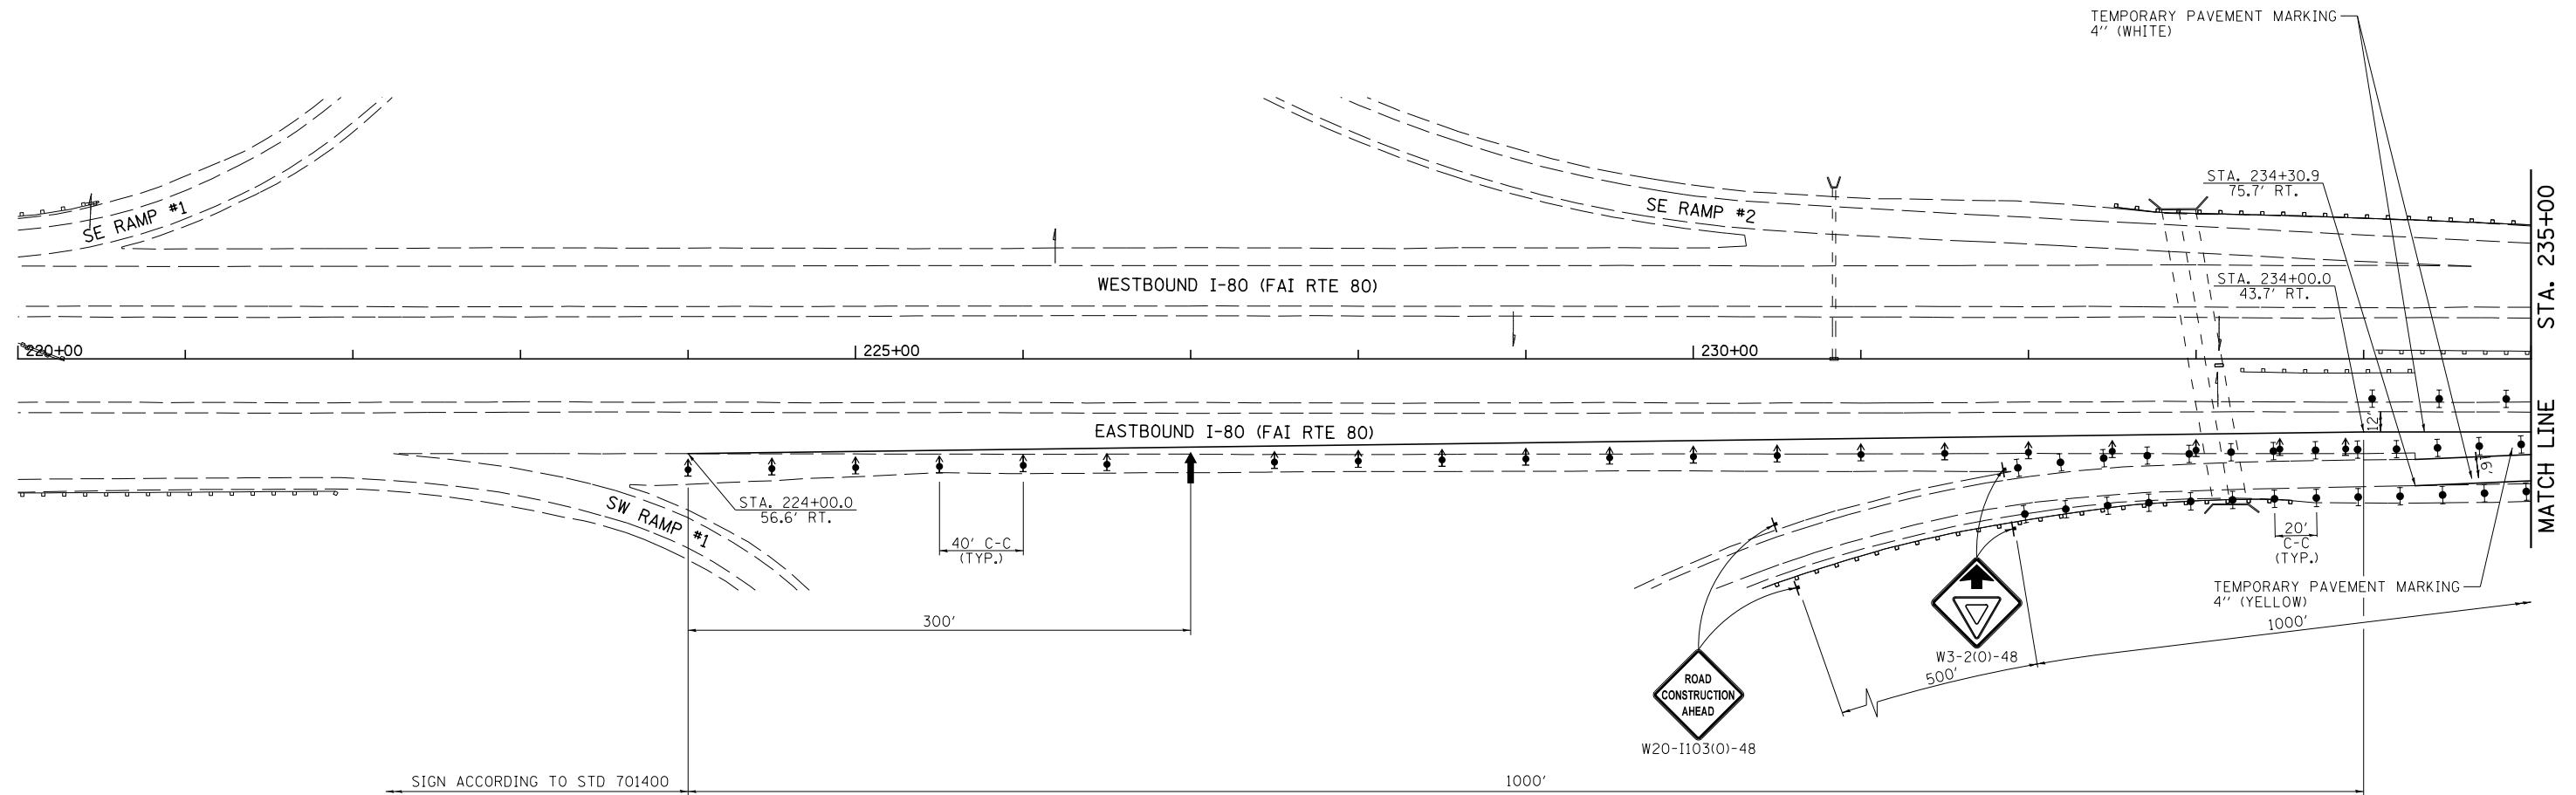 TEMPORARY PAVEMENT MARKING
4'' (WHITE)
STA. 234+30.9
75.7' RT.
SE RAMP #1
SE RAMP #2
STA. 234+00.0
43.7' RT.
WESTBOUND I-80 (FAI RTE 80)
220+00
225+00
230+00
MATCH LINE STA. 235+00
EASTBOUND I-80 (FAI RTE 80)
12'
STA. 224+00.0
56.6' RT.
SW RAMP #1
40' C-C
(TYP.)
20'
C-C
(TYP.)
TEMPORARY PAVEMENT MARKING
4'' (YELLOW)
300'
1000'
W3-2(O)-48
500'
ROAD
CONSTRUCTION
AHEAD
W20-I103(O)-48
SIGN ACCORDING TO STD 701400
1000'